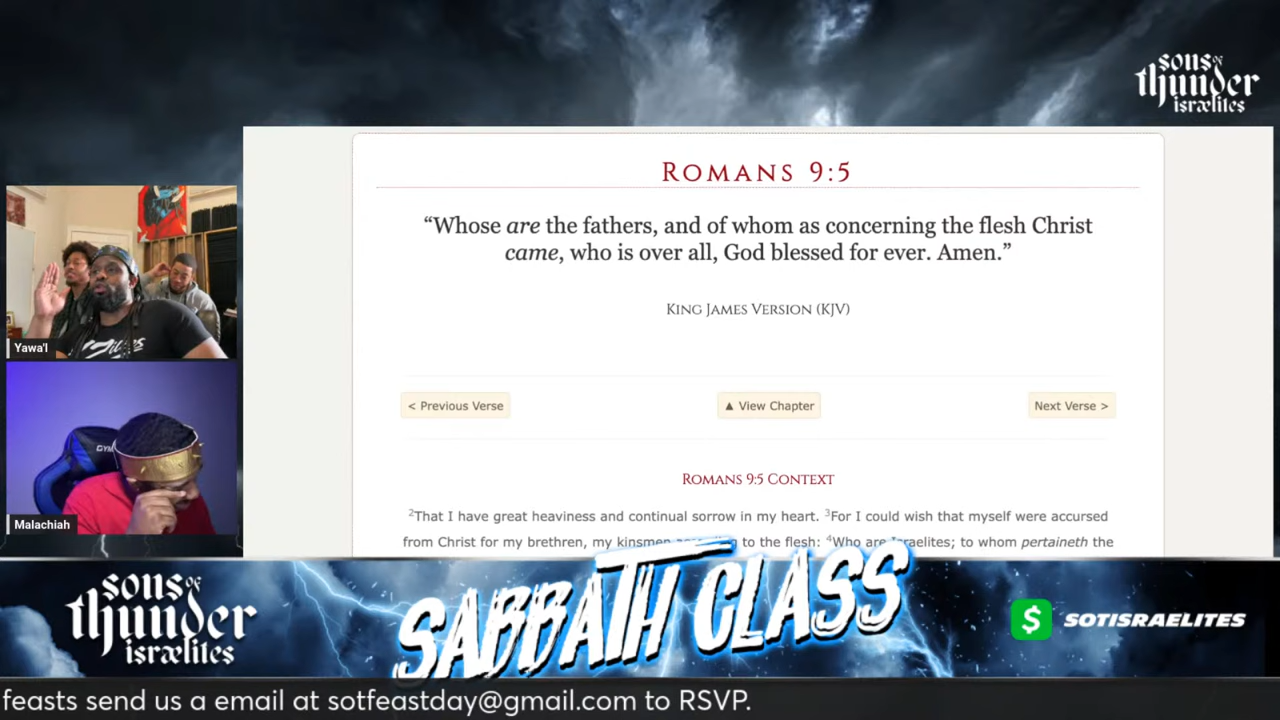 sons of
thunder
israelites
ROMANS 9:5
“Whose are the fathers, and of whom as concerning the flesh Christ
came, who is over all, God blessed for ever. Amen.”
KING JAMES VERSION (KJV)
< Previous Verse
▲ View Chapter
Next Verse >
ROMANS 9:5 CONTEXT
2That I have great heaviness and continual sorrow in my heart. 3For I could wish that myself were accursed
from Christ for my brethren, my kinsmen to the flesh: 4Who are Israelites; to whom pertaineth the
Yawa'l
Malachiah
sons of
thunder
israelites
SABBATH CLASS
$ SOTISRAELITES
feasts send us a email at sotfeastday@gmail.com to RSVP.